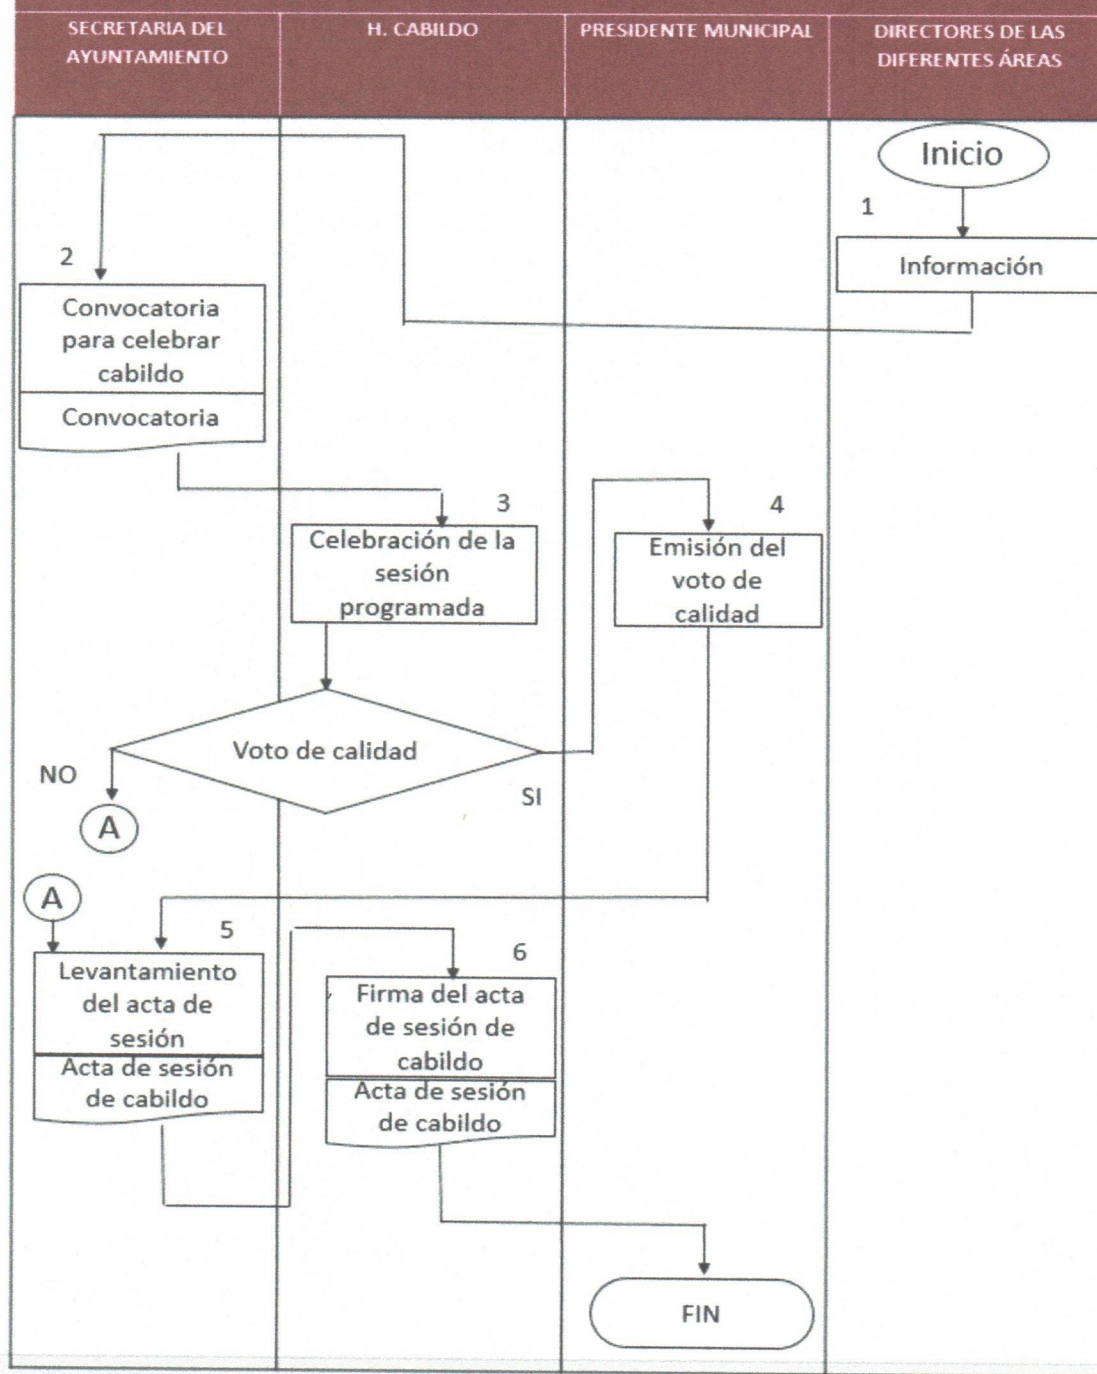 SECRETARIA DEL
AYUNTAMIENTO
H. CABILDO
PRESIDENTE MUNICIPAL
DIRECTORES DE LAS
DIFERENTES ÁREAS
Inicio
1
Información
2
Convocatoria
para celebrar
cabildo
Convocatoria
3
Celebración de la
sesión
programada
4
Emisión del
voto de
calidad
Voto de calidad
NO
SI
A
A
5
Levantamiento
del acta de
sesión
Acta de sesión
de cabildo
6
Firma del acta
de sesión de
cabildo
Acta de sesión
de cabildo
FIN